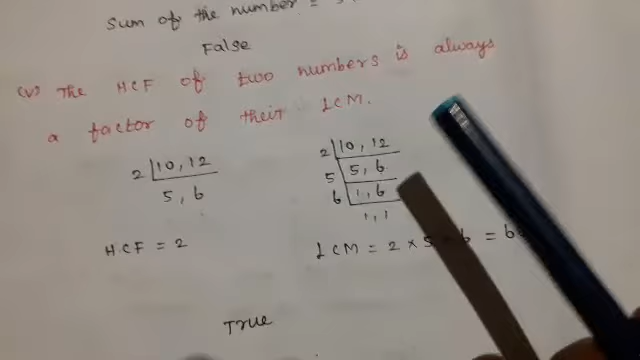 Sum of the number =
False
(v) The HCF of two numbers is always
a factor of their LCM.
2 10, 12
5, 6
HCF = 2
2 10, 12
5 5, 6
6 1, 6
1, 1
LCM = 2 × 5 6 = 6
True